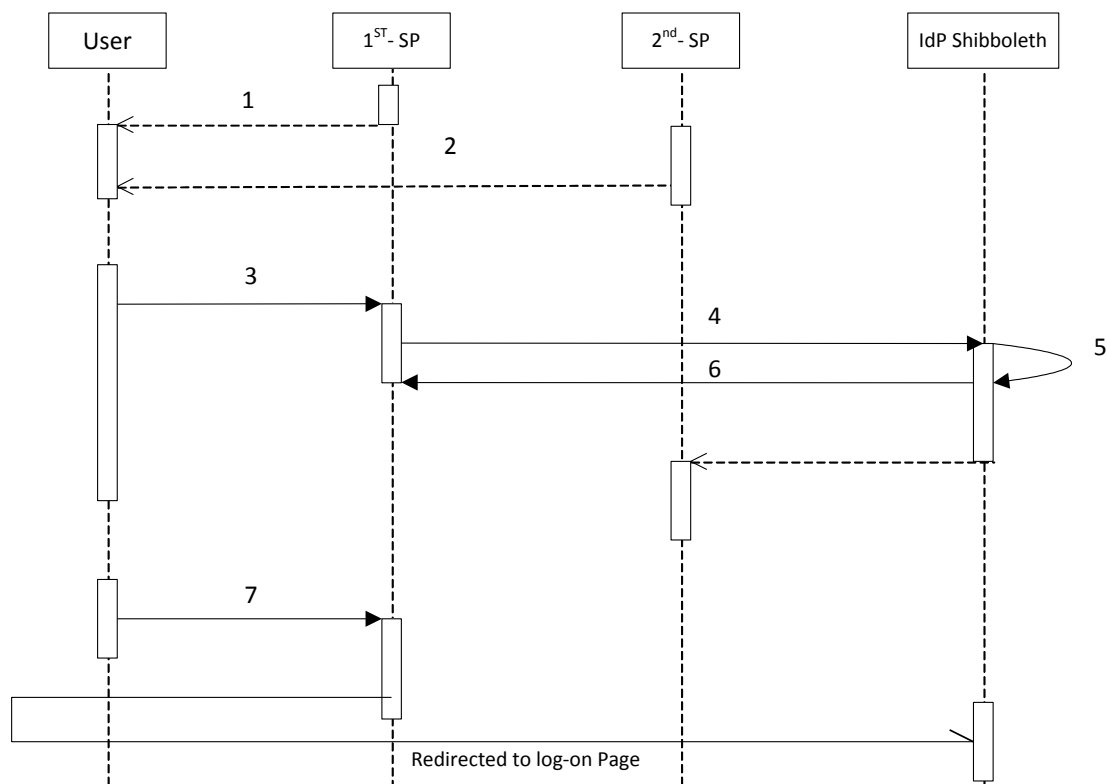 User
1ST- SP
2nd- SP
IdP Shibboleth
1
2
3
4
5
6
7
Redirected to log-on Page